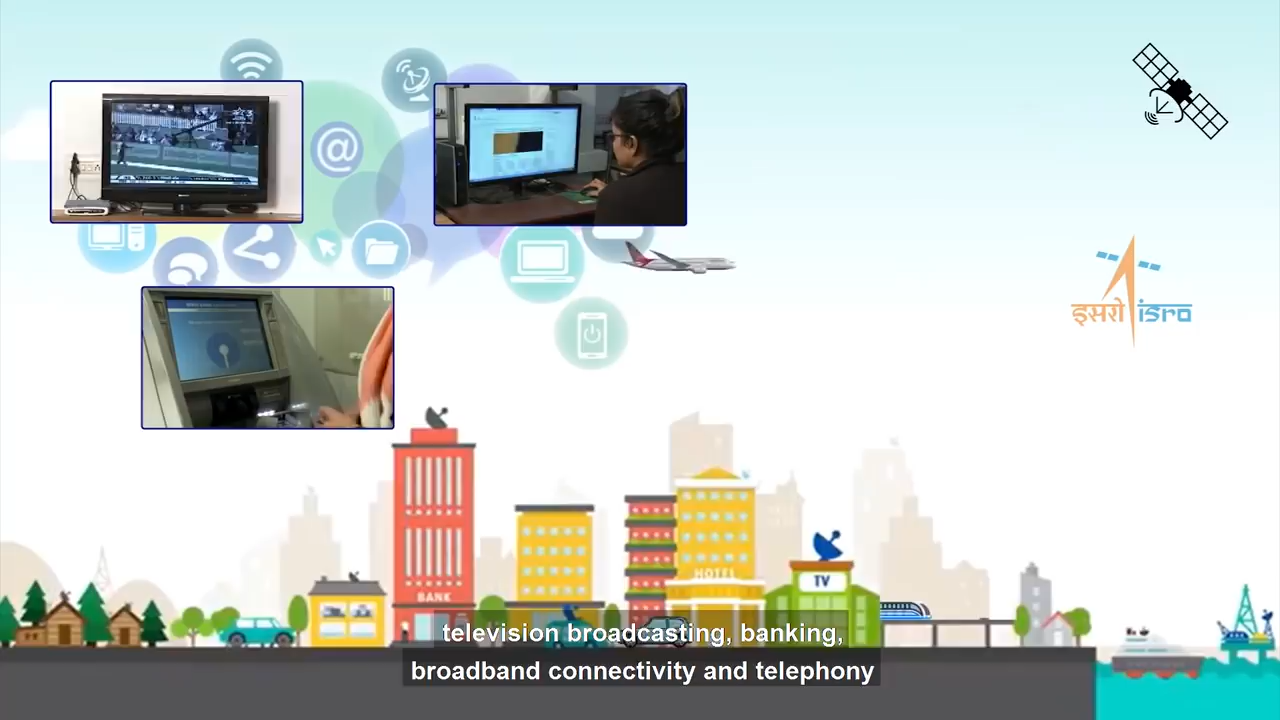 @
इसरो isro
BANK
HOTEL
TV
television broadcasting, banking,
broadband connectivity and telephony